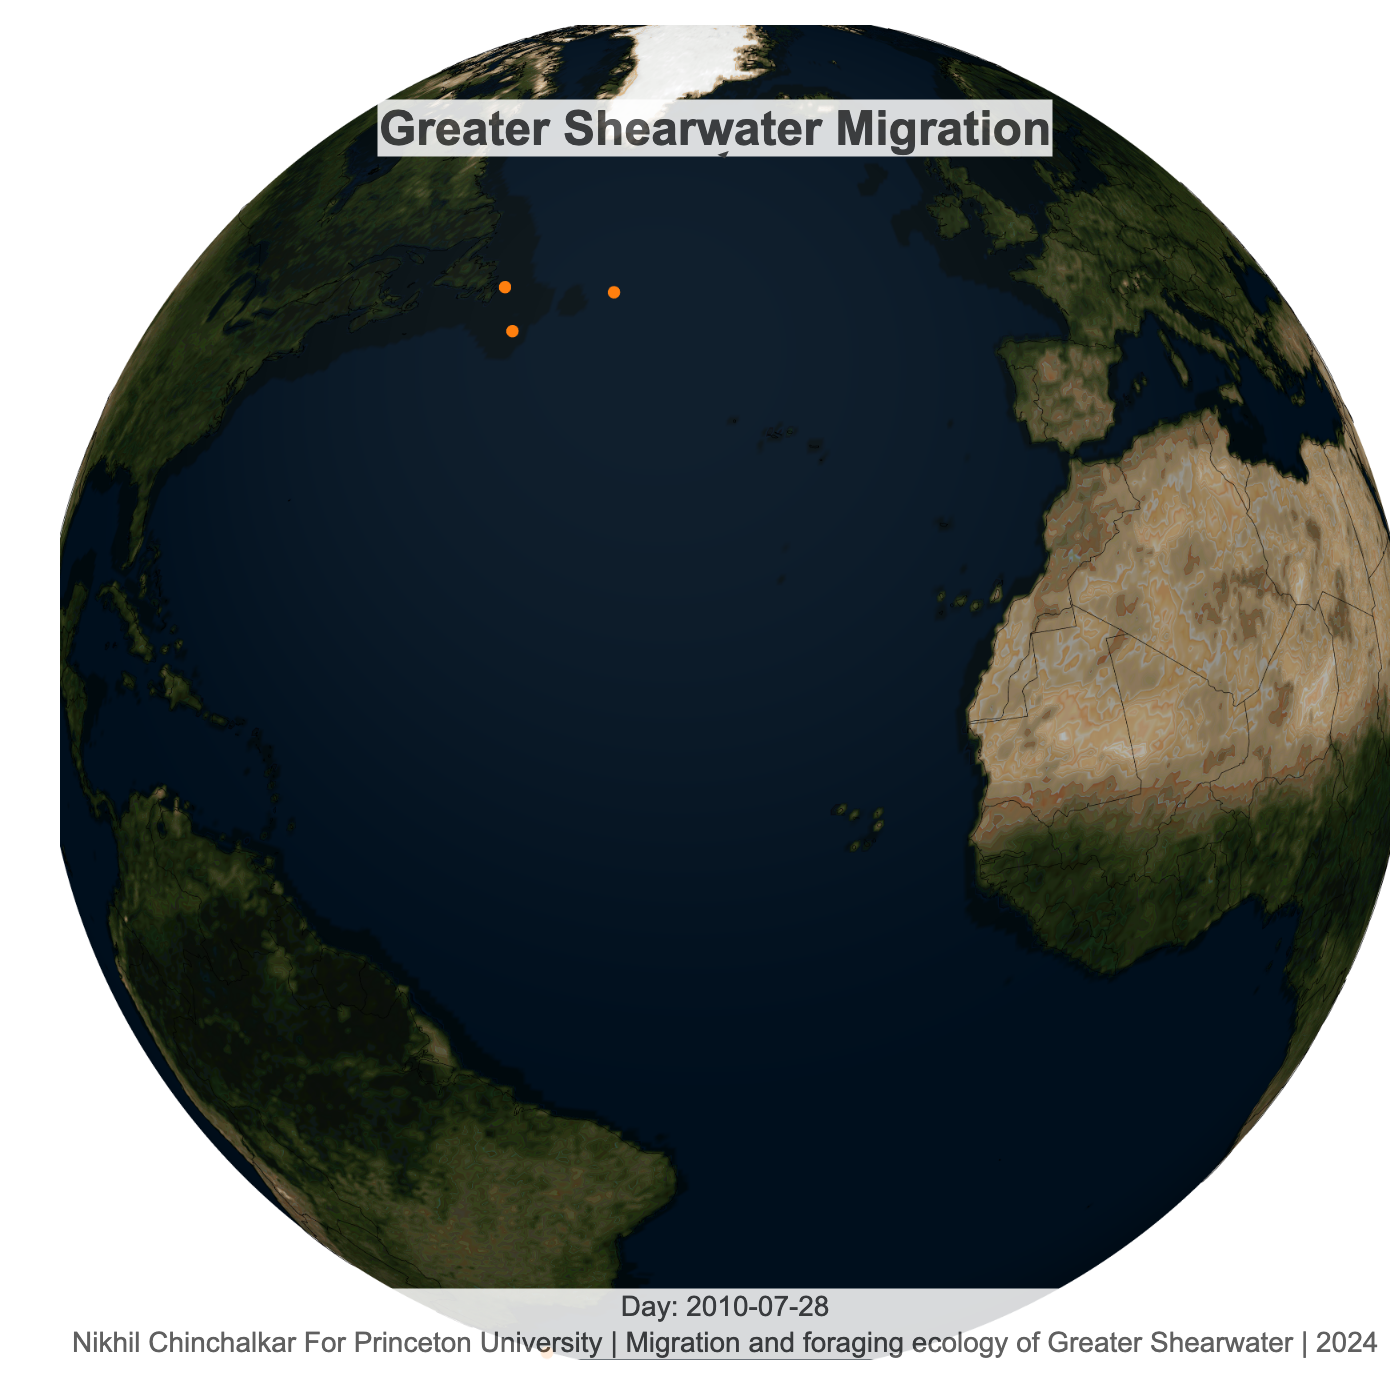 Greater Shearwater Migration
Day: 2010-07-28
Nikhil Chinchalkar For Princeton University | Migration and foraging ecology of Greater Shearwater | 2024